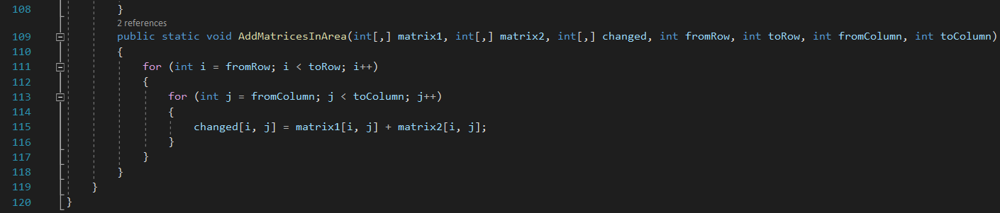 108 }
2 references
109 public static void AddMatricesInArea(int[,] matrix1, int[,] matrix2, int[,] changed, int fromRow, int toRow, int fromColumn, int toColumn)
110 {
111 for (int i = fromRow; i < toRow; i++)
112 {
113 for (int j = fromColumn; j < toColumn; j++)
114 {
115 changed[i, j] = matrix1[i, j] + matrix2[i, j];
116 }
117 }
118 }
119 }
120 }